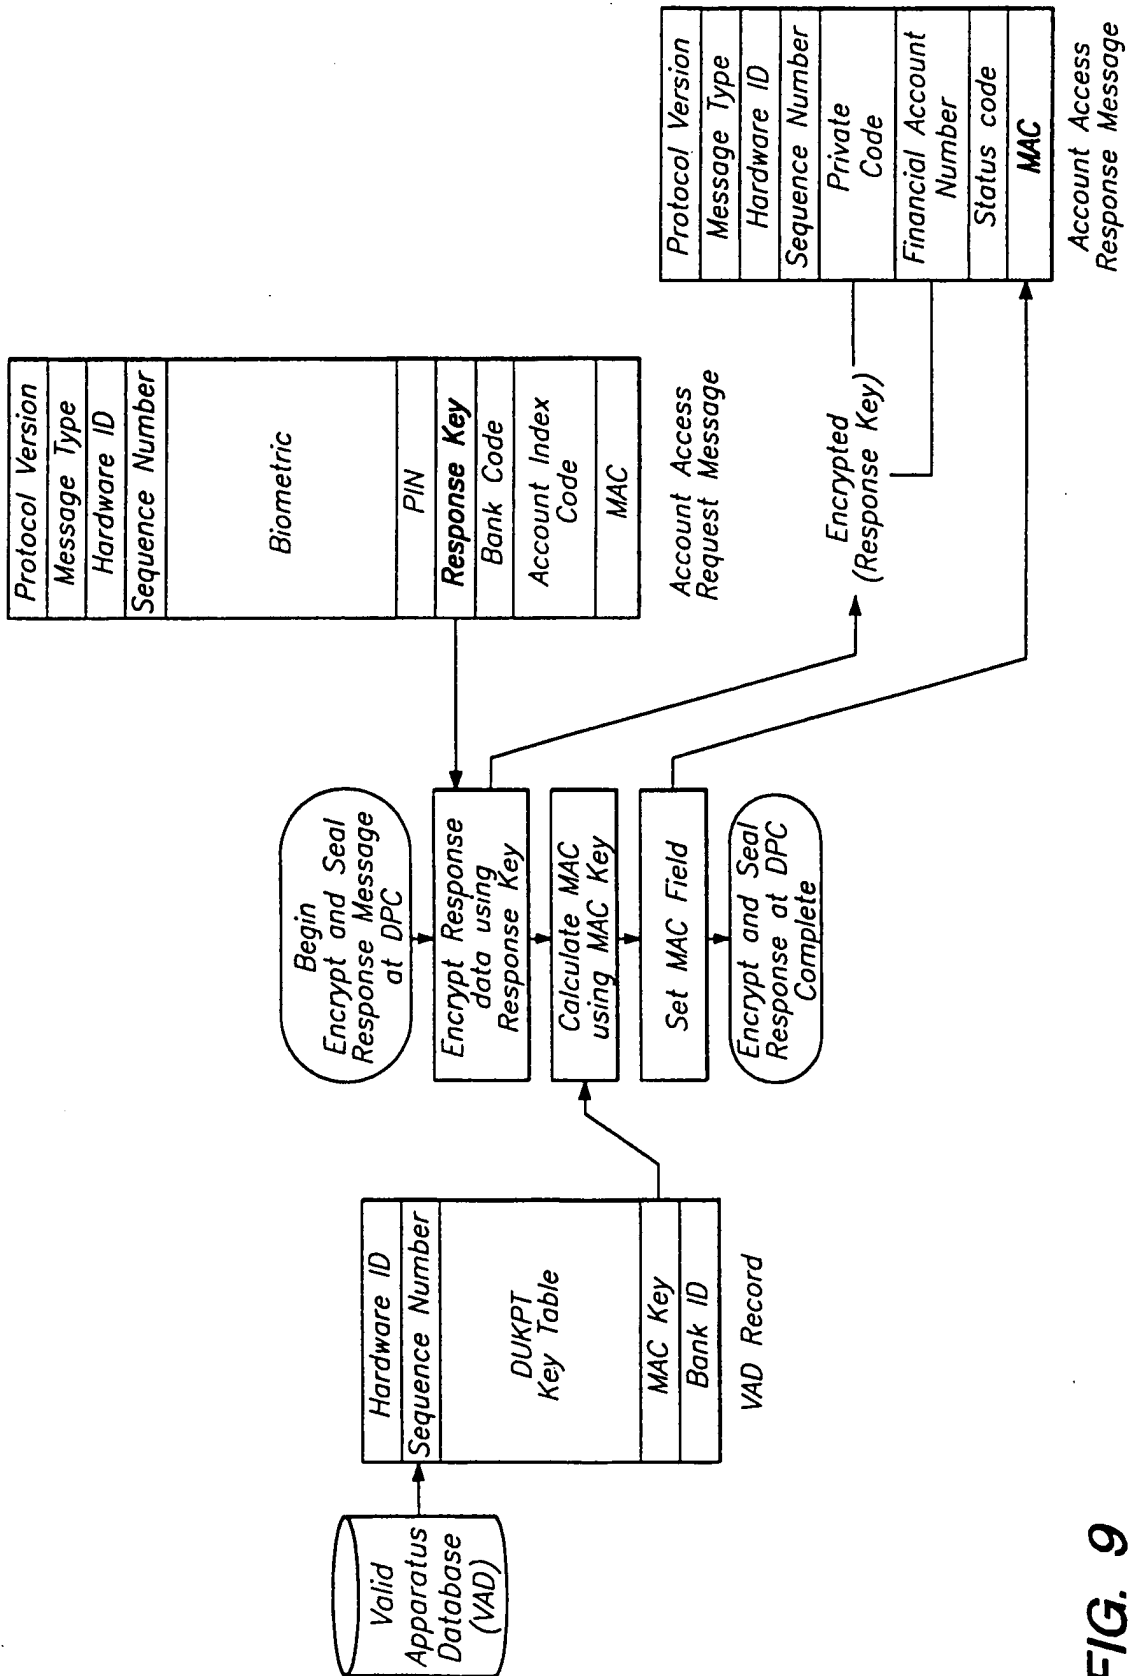 Valid
Apparatus
Database
(VAD)
Hardware ID
Sequence Number
DUKPT
Key Table
MAC Key
Bank ID
VAD Record
Begin
Encrypt and Seal
Response Message
at DPC
Encrypt Response
data using
Response Key
Calculate MAC
using MAC Key
Set MAC Field
Encrypt and Seal
Response at DPC
Complete
Protocol Version
Message Type
Hardware ID
Sequence Number
Biometric
PIN
Response Key
Bank Code
Account Index
Code
MAC
Account Access
Request Message
Encrypted
(Response Key)
Protocol Version
Message Type
Hardware ID
Sequence Number
Private
Code
Financial Account
Number
Status code
MAC
Account Access
Response Message
FIG. 9